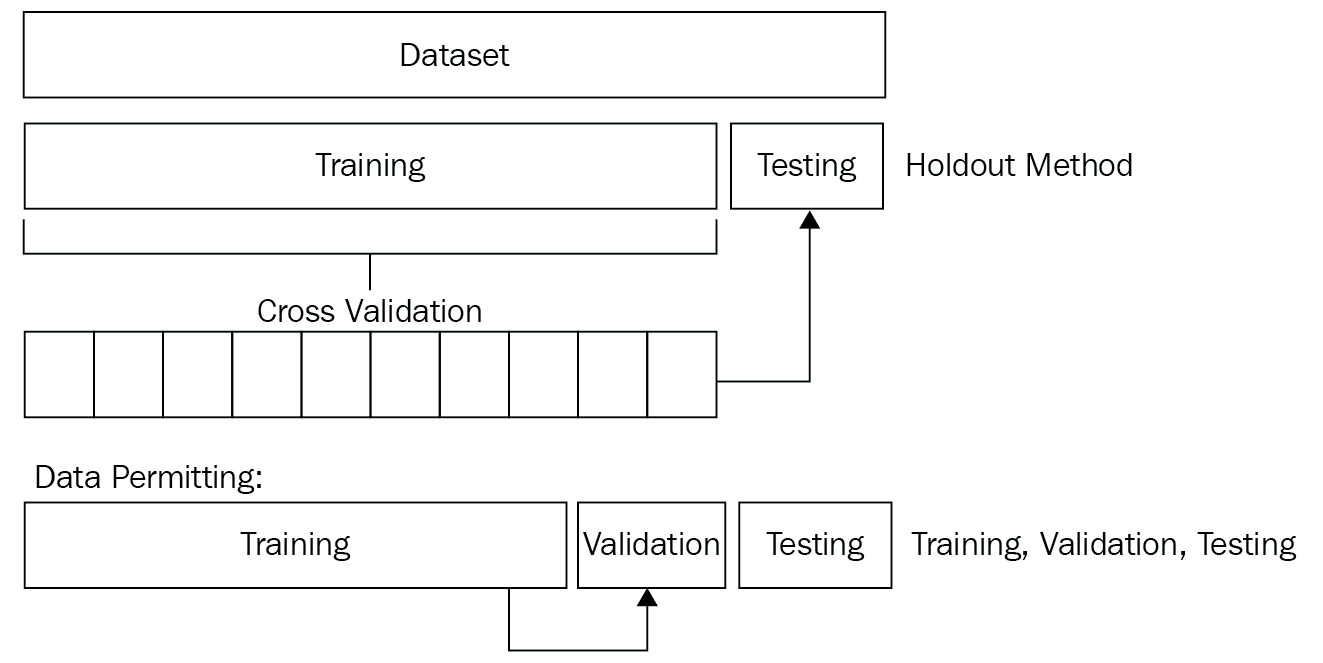 Dataset
Training
Testing
Holdout Method
Cross Validation
Data Permitting:
Training
Validation
Testing
Training, Validation, Testing